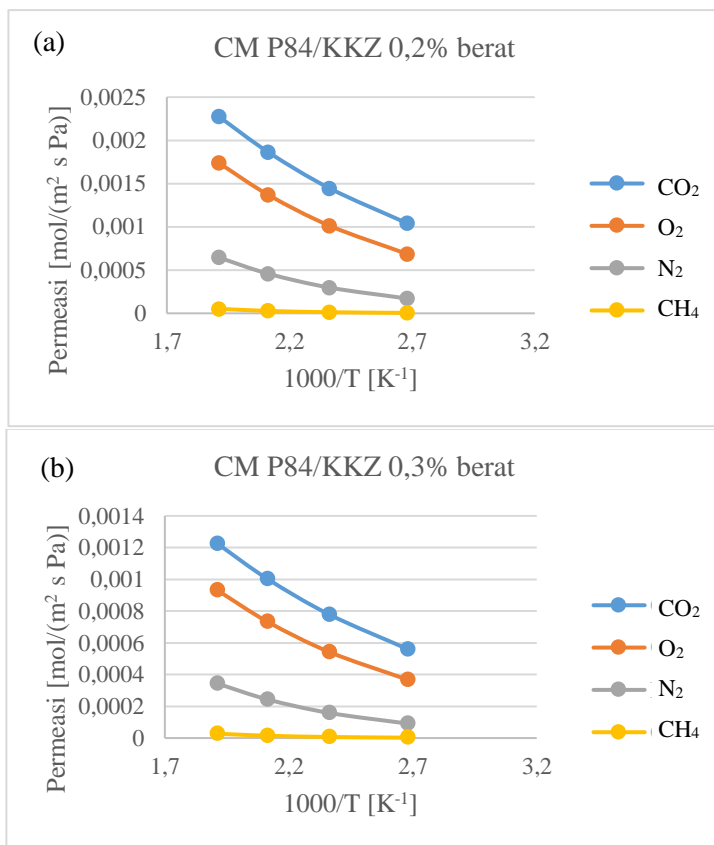 (a)
CM P84/KKZ 0,2% berat
Permeasi [mol/(m² s Pa)]
0,0025
0,002
0,0015
0,001
0,0005
0
1,7 2,2 2,7 3,2
1000/T [K⁻¹]
CO₂
O₂
N₂
CH₄
(b)
CM P84/KKZ 0,3% berat
Permeasi [mol/(m² s Pa)]
0,0014
0,0012
0,001
0,0008
0,0006
0,0004
0,0002
0
1,7 2,2 2,7 3,2
1000/T [K⁻¹]
CO₂
O₂
N₂
CH₄